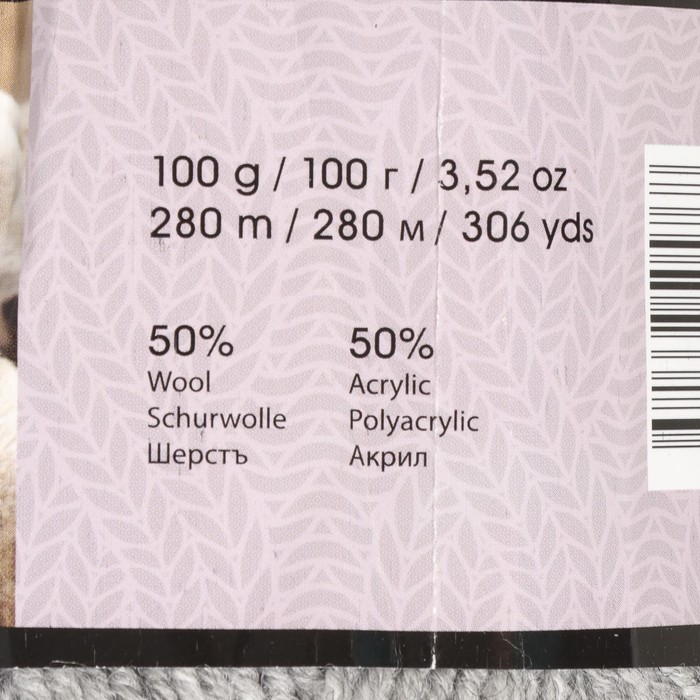 100 g / 100 г / 3,52 oz
280 m / 280 м / 306 yds
50%
Wool
Schurwolle
Шерстъ
50%
Acrylic
Polyacrylic
Акрил